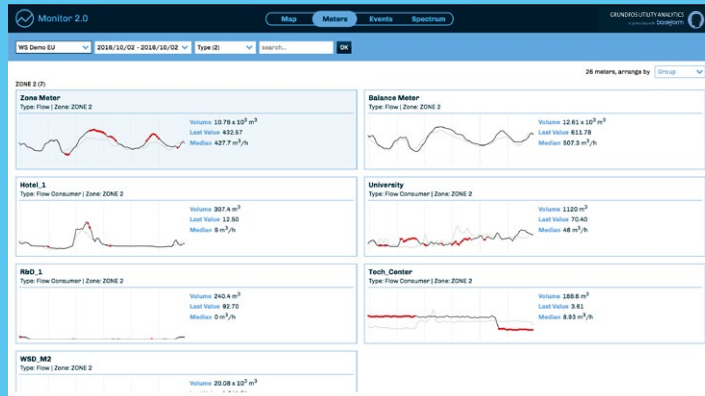 Monitor 2.0
Map Meters Events Spectrum
GRUNDFOS UTILITY ANALYTICS
baseform
WS Demo EU 2016/10/02 - 2016/10/02 Type (2) search... OK
26 meters, arrange by Group
ZONE 2 (7)
Zone Meter
Type: Flow | Zone: ZONE 2
Volume 10.76 x 10³ m³
Last Value 432.57
Median 427.7 m³/h
Balance Meter
Type: Flow | Zone: ZONE 2
Volume 12.61 x 10³ m³
Last Value 611.78
Median 507.3 m³/h
Hotel_1
Type: Flow Consumer | Zone: ZONE 2
Volume 307.4 m³
Last Value 12.50
Median 9 m³/h
University
Type: Flow Consumer | Zone: ZONE 2
Volume 1120 m³
Last Value 70.40
Median 46 m³/h
R&D_1
Type: Flow Consumer | Zone: ZONE 2
Volume 240.4 m³
Last Value 92.70
Median 0 m³/h
Tech_Center
Type: Flow Consumer | Zone: ZONE 2
Volume 186.6 m³
Last Value 3.61
Median 8.93 m³/h
WSD_M2
Type: Flow | Zone: ZONE 2
Volume 20.08 x 10³ m³